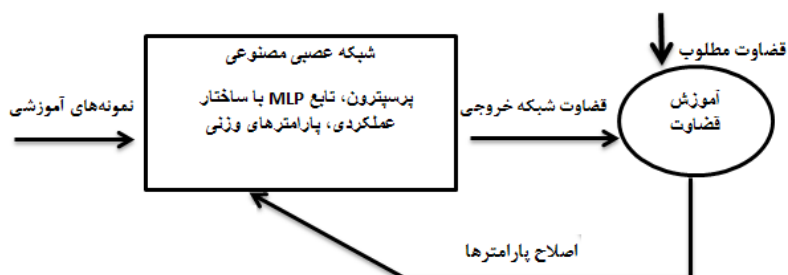 شبکه عصبی مصنوعی
پرسپترون، تابع MLP با ساختار
عملکردی، پارامترهای وزنی
نمونه‌های آموزشی
قضاوت شبکه خروجی
قضاوت مطلوب
آموزش
قضاوت
اصلاح پارامترها